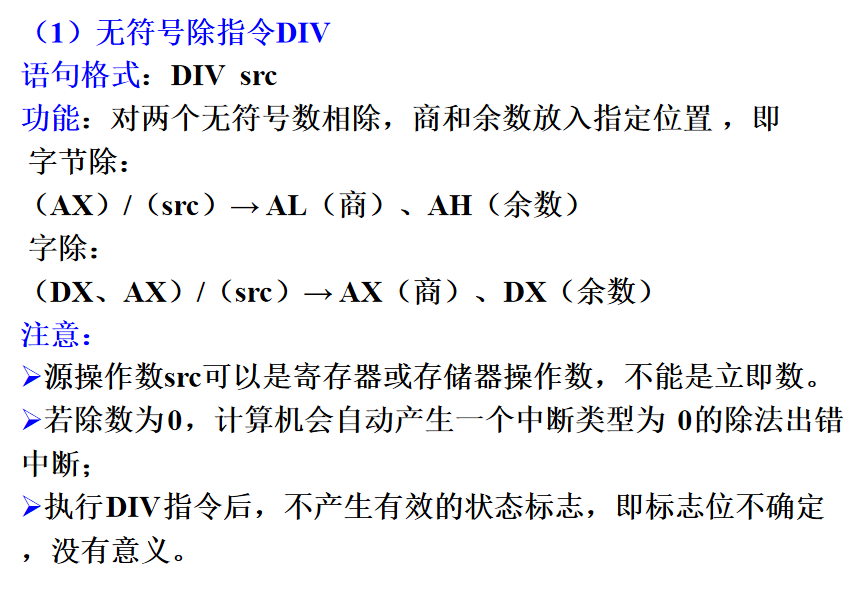 （1）无符号除指令DIV
语句格式：DIV src
功能：对两个无符号数相除，商和余数放入指定位置 ，即
字节除：
（AX）/（src）→ AL（商）、AH（余数）
字除：
（DX、AX）/（src）→ AX（商）、DX（余数）
注意：
➢源操作数src可以是寄存器或存储器操作数，不能是立即数。
➢若除数为0，计算机会自动产生一个中断类型为 0的除法出错
中断；
➢执行DIV指令后，不产生有效的状态标志，即标志位不确定
，没有意义。